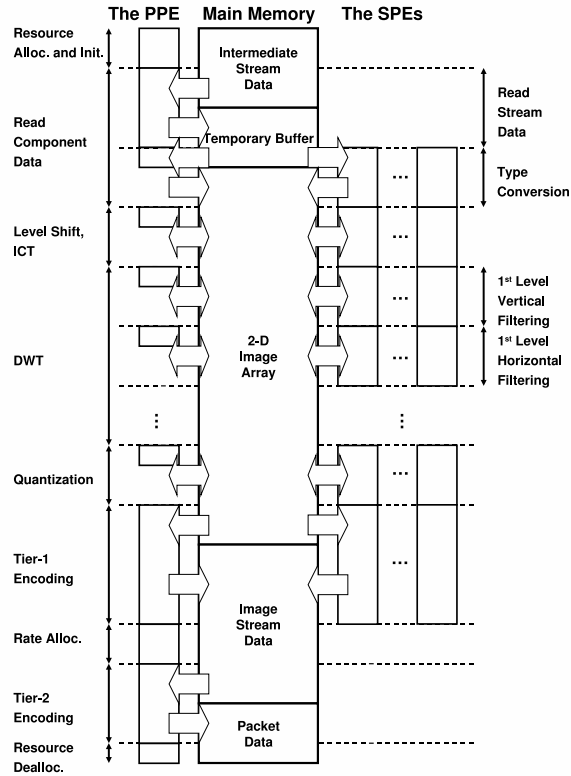 The PPE Main Memory The SPEs
Resource
Alloc. and Init.
Intermediate
Stream
Data
Read
Stream
Data
Read
Component
Data
Temporary Buffer
Type
Conversion
...
Level Shift,
ICT
...
1st Level
Vertical
Filtering
...
2-D
Image
Array
DWT
1st Level
Horizontal
Filtering
...
...
...
Quantization
...
Tier-1
Encoding
...
Image
Stream
Data
Rate Alloc.
Tier-2
Encoding
Packet
Data
Resource
Dealloc.